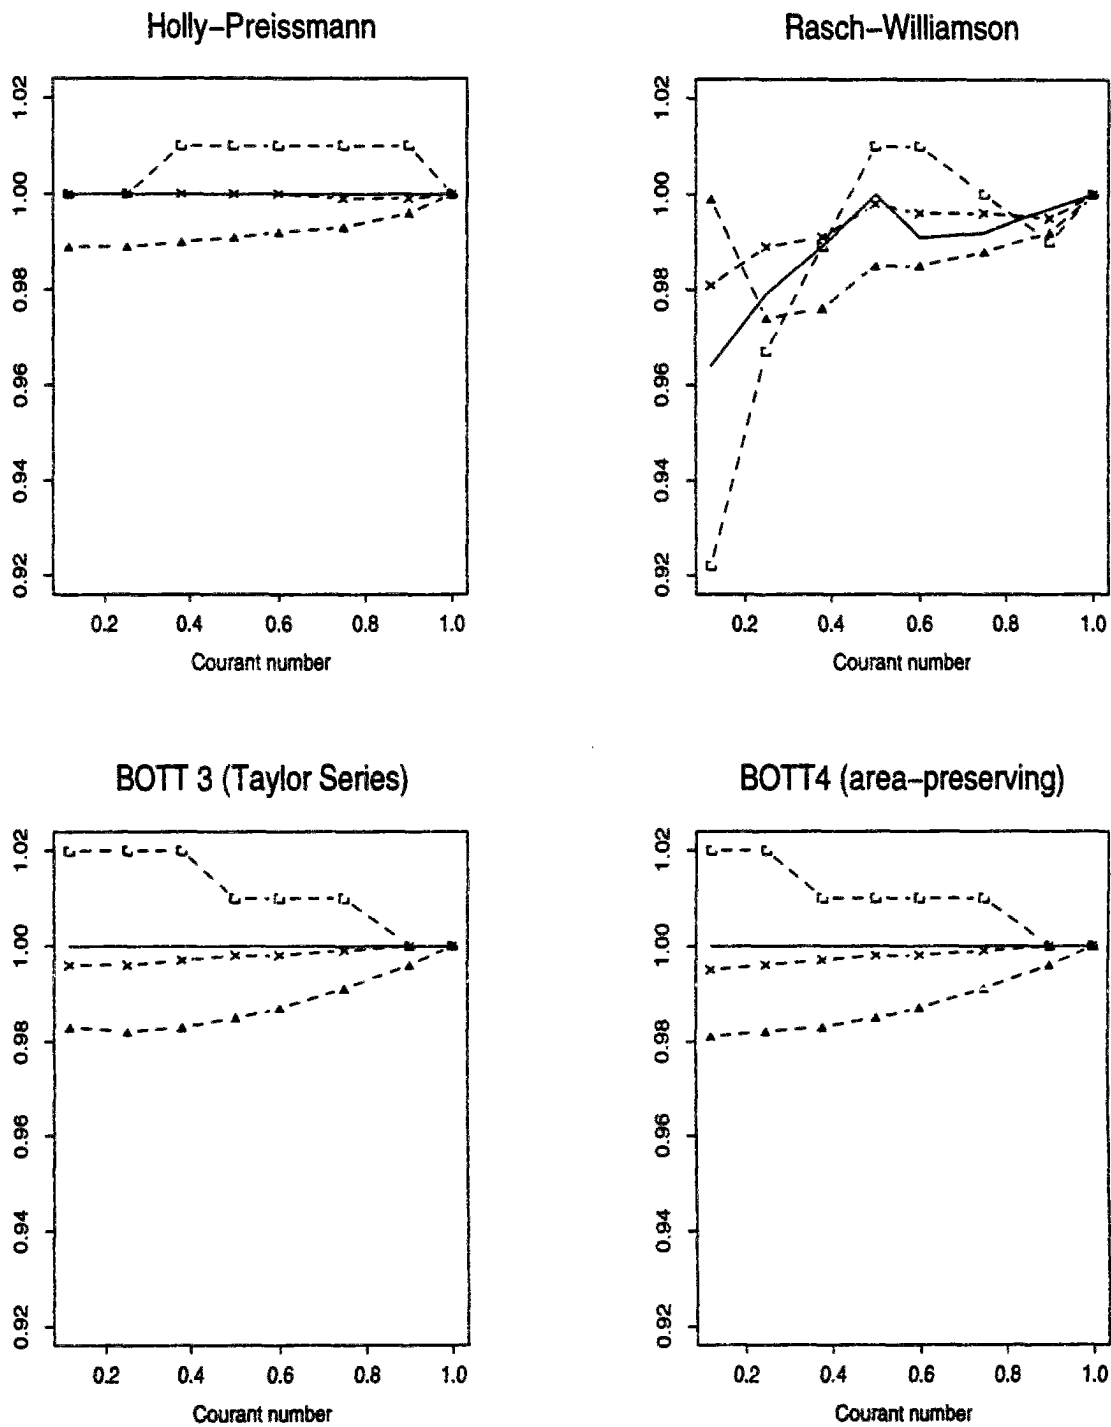 Holly–Preissmann
1.02
1.00
0.98
0.96
0.94
0.92
0.2 0.4 0.6 0.8 1.0
Courant number
Rasch–Williamson
1.02
1.00
0.98
0.96
0.94
0.92
0.2 0.4 0.6 0.8 1.0
Courant number
BOTT 3 (Taylor Series)
1.02
1.00
0.98
0.96
0.94
0.92
0.2 0.4 0.6 0.8 1.0
Courant number
BOTT4 (area–preserving)
1.02
1.00
0.98
0.96
0.94
0.92
0.2 0.4 0.6 0.8 1.0
Courant number